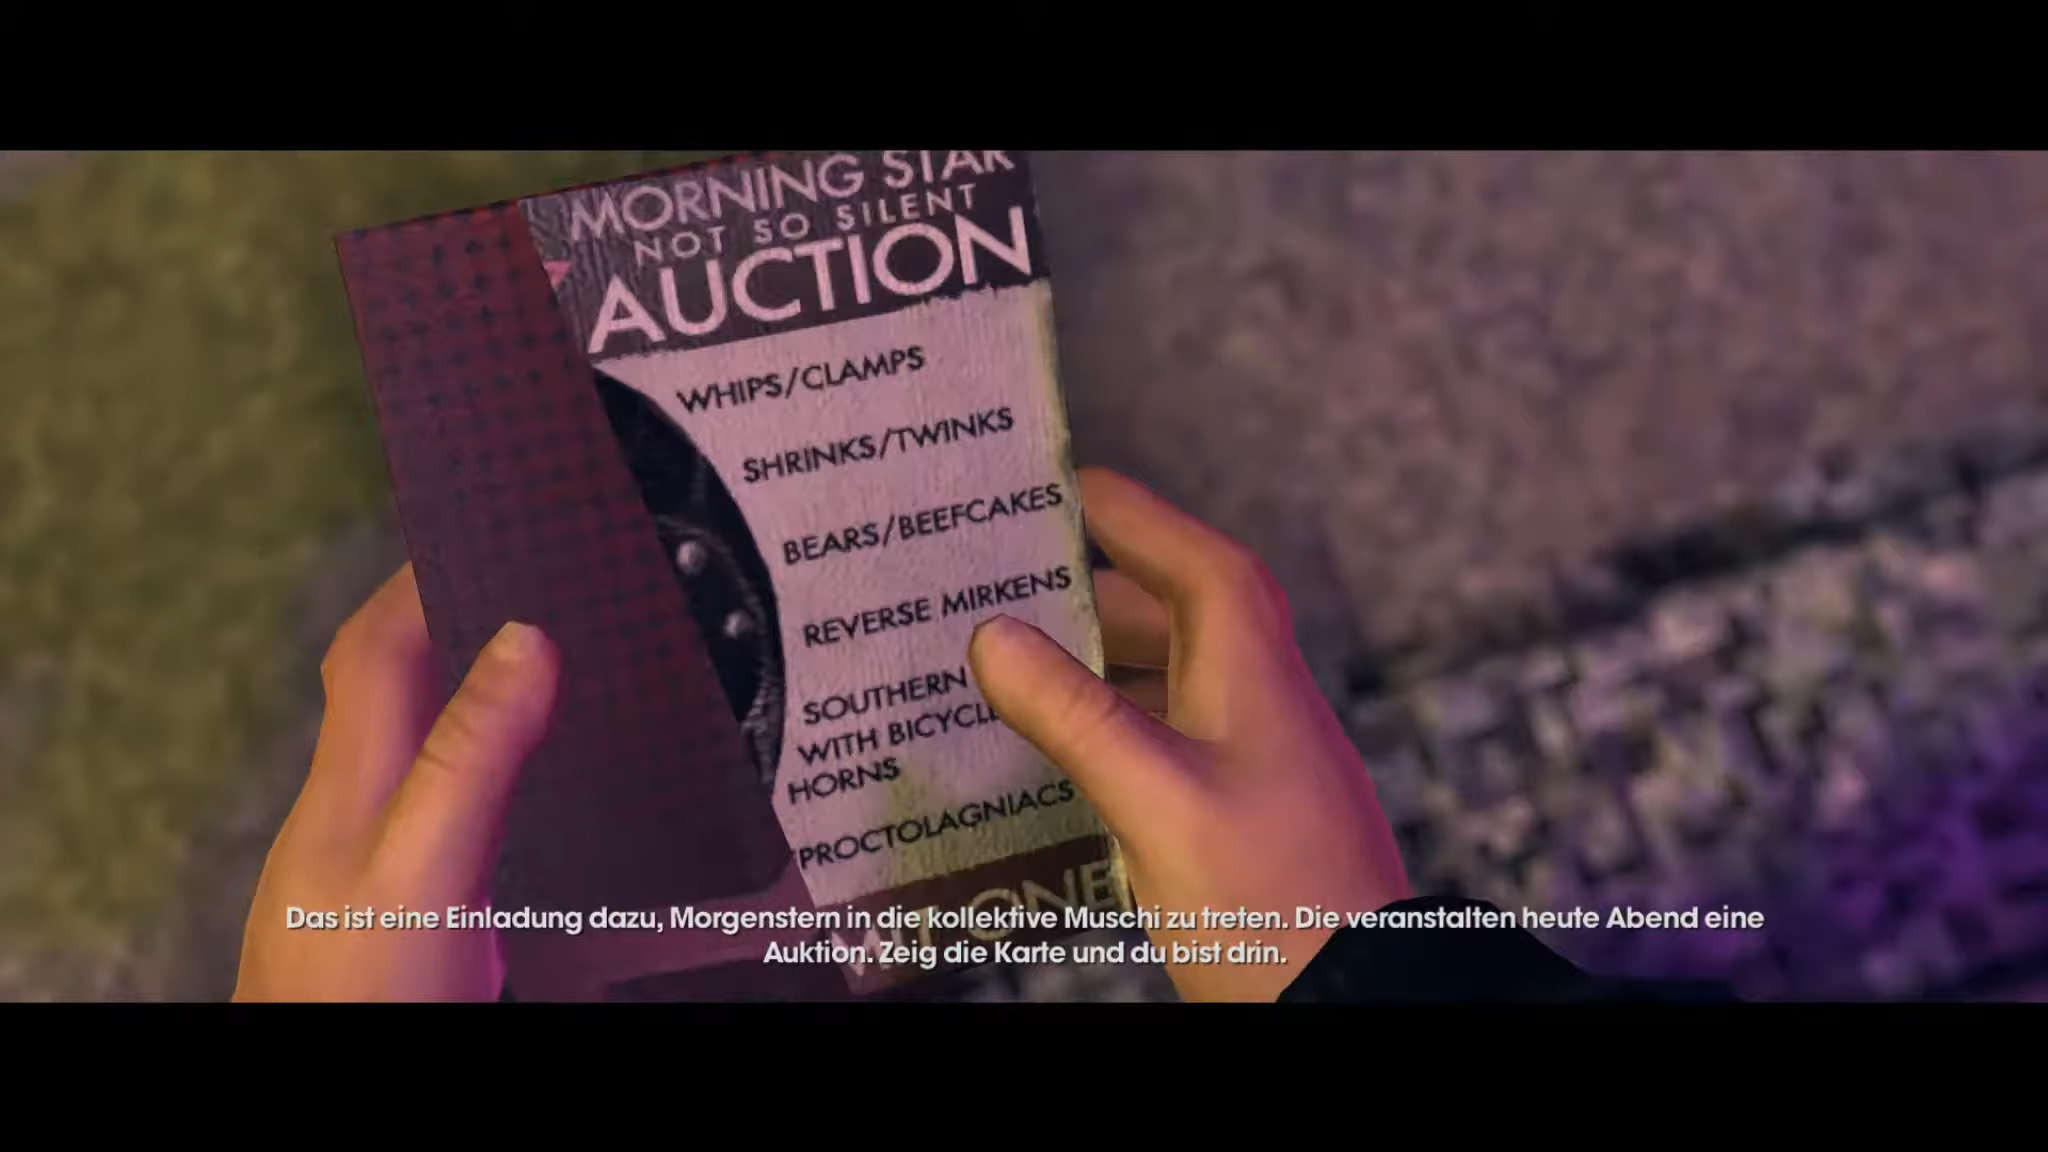 MORNING STAR
NOT SO SILENT
AUCTION
WHIPS/CLAMPS
SHRINKS/TWINKS
BEARS/BEEFCAKES
REVERSE MIRKENS
SOUTHERN
WITH BICYCLE
HORNS
PROCTOLAGNIACS
ONE
Das ist eine Einladung dazu, Morgenstern in die kollektive Muschi zu treten. Die veranstalten heute Abend eine
Auktion. Zeig die Karte und du bist drin.